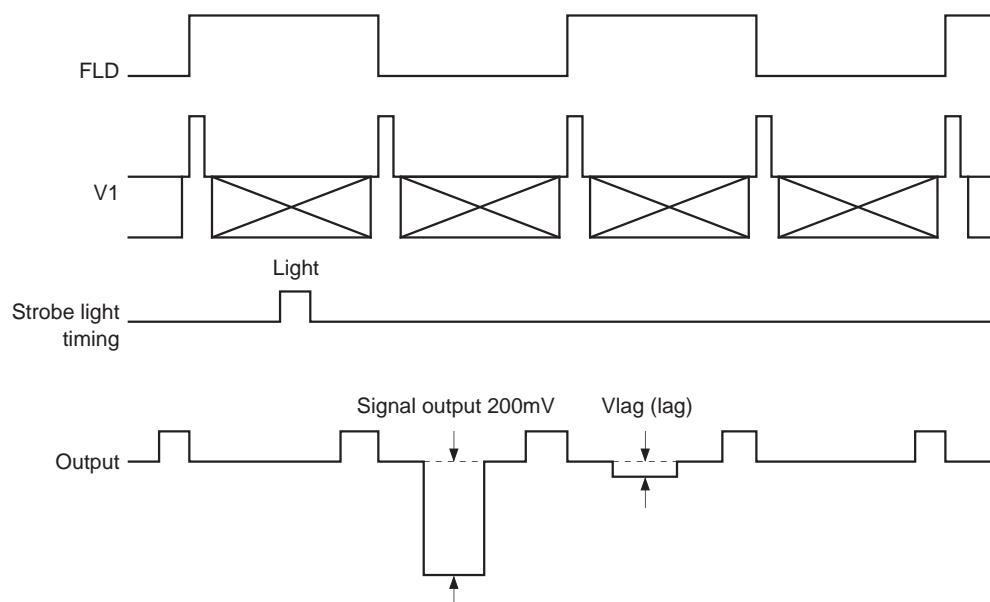 FLD
V1
Light
Strobe light
timing
Signal output 200mV
Vlag (lag)
Output